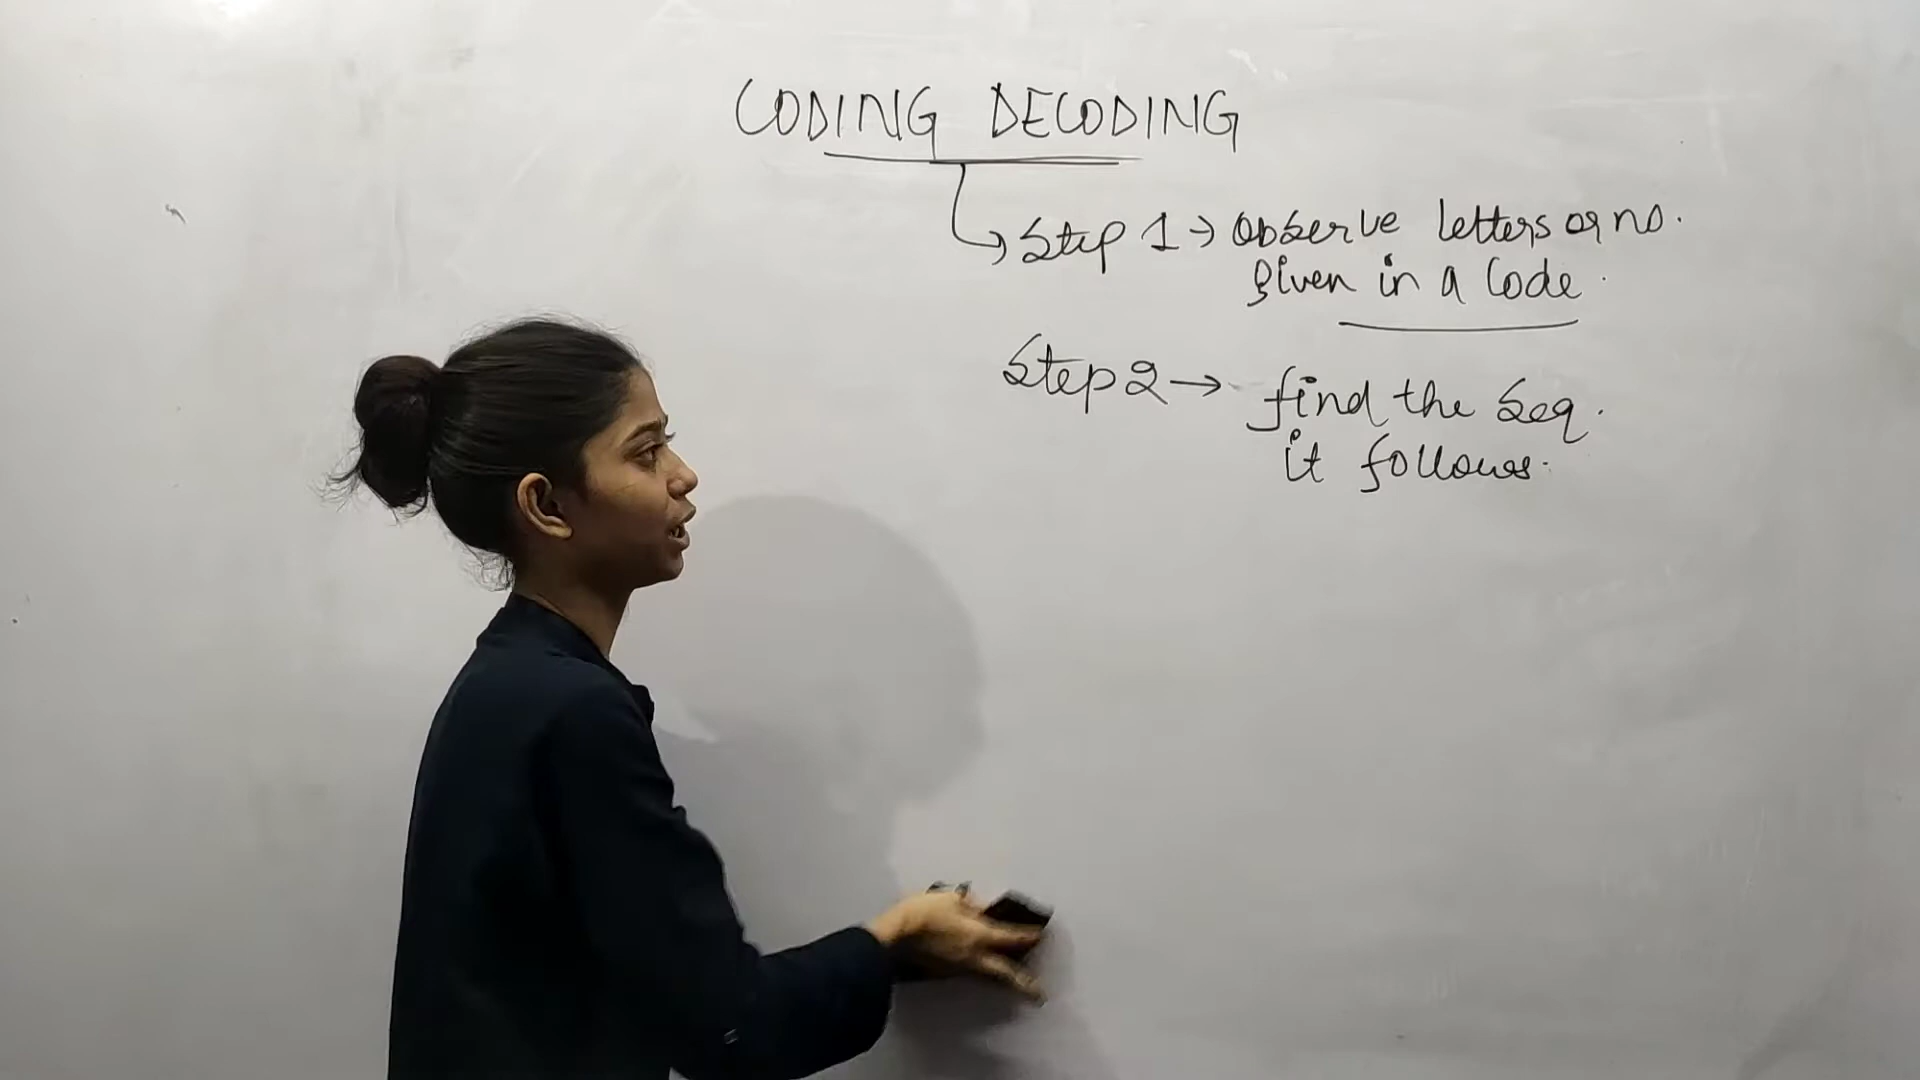 CODING DECODING
Step 1 → Observe letters or no.
given in a code.
Step 2 → find the seq.
it follows.